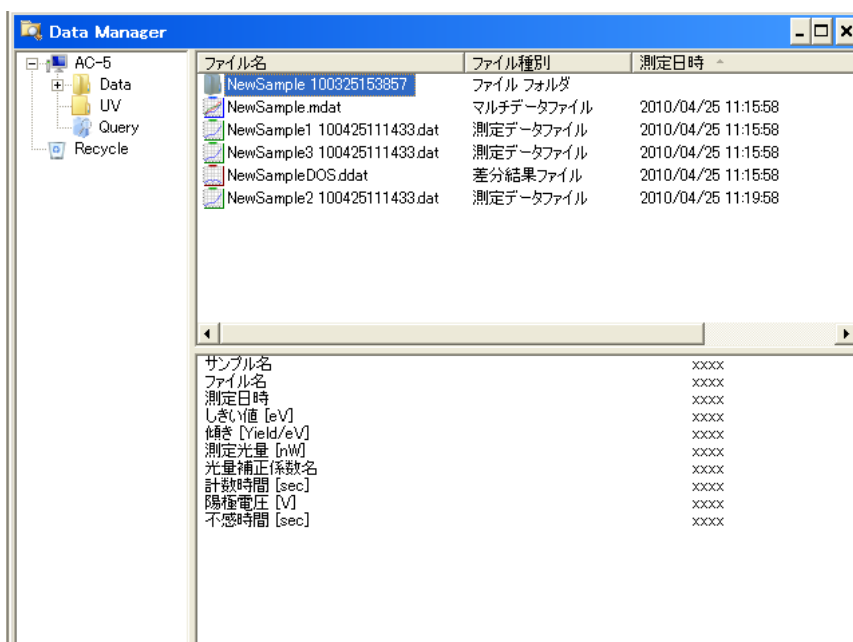 Data Manager
AC-5
Data
UV
Query
Recycle
ファイル名 ファイル種別 測定日時
NewSample 100325153857 ファイル フォルダ
NewSample.mdat マルチデータファイル 2010/04/25 11:15:58
NewSample1 100425111433.dat 測定データファイル 2010/04/25 11:15:58
NewSample3 100425111433.dat 測定データファイル 2010/04/25 11:15:58
NewSampleDOS.ddat 差分結果ファイル 2010/04/25 11:15:58
NewSample2 100425111433.dat 測定データファイル 2010/04/25 11:19:58
サンプル名 xxxx
ファイル名 xxxx
測定日時 xxxx
しきい値 [eV] xxxx
傾き [Yield/eV] xxxx
測定光量 [nW] xxxx
光量補正係数名 xxxx
計数時間 [sec] xxxx
陽極電圧 [V] xxxx
不感時間 [sec] xxxx